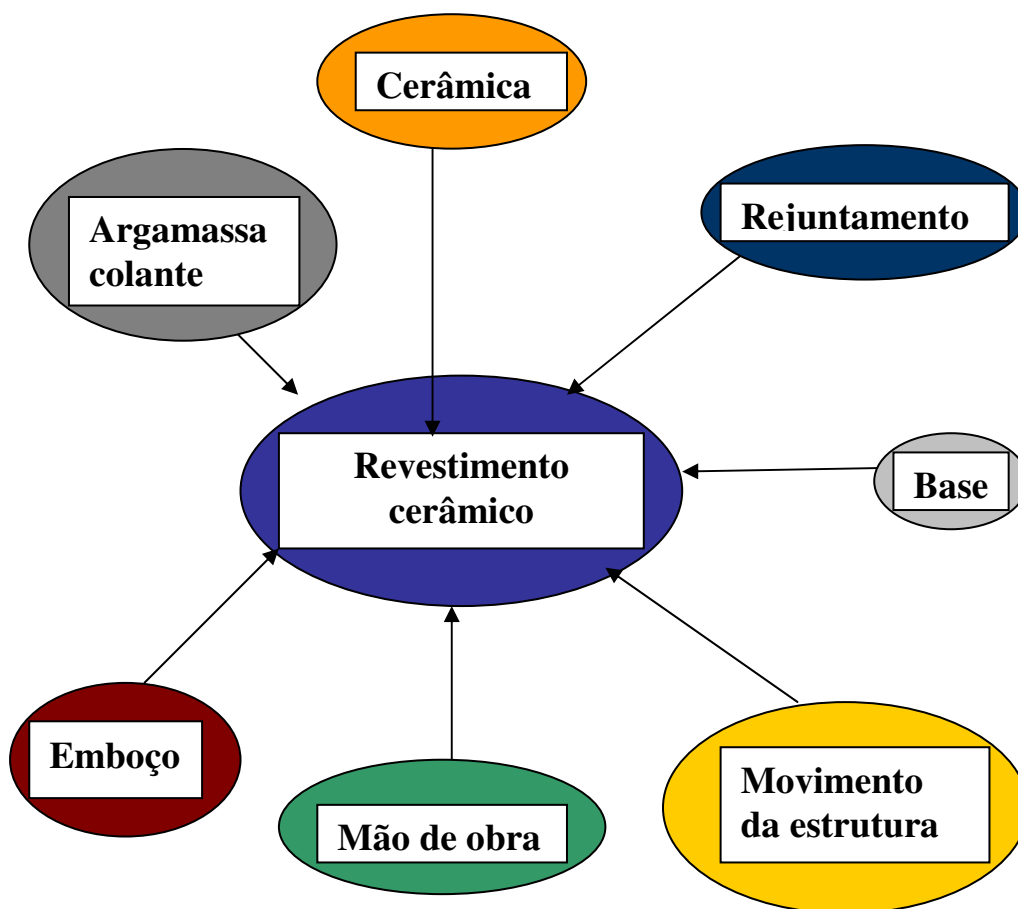 Cerâmica
Argamassa
colante
Rejuntamento
Revestimento
cerâmico
Base
Emboço
Mão de obra
Movimento
da estrutura